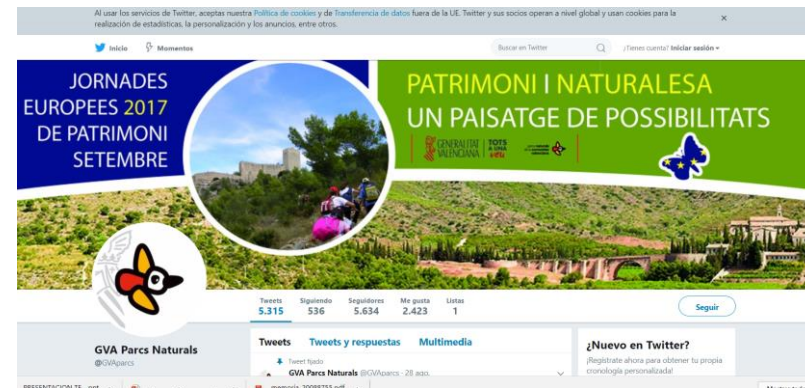 Al usar los servicios de Twitter, aceptas nuestra Política de cookies y de Transferencia de datos fuera de la UE. Twitter y sus socios operan a nivel global y usan cookies para la
realización de estadísticas, la personalización y los anuncios, entre otros.
Inicio Momentos Buscar en Twitter ¿Tienes cuenta? Iniciar sesión
JORNADES
EUROPEES 2017
DE PATRIMONI
SETEMBRE
PATRIMONI I NATURALESA
UN PAISATGE DE POSSIBILITATS
GENERALITAT
VALENCIANA
TOTS
A UNA
veu
Tweets Siguiendo Seguidores Me gusta Listas
5.315 536 5.634 2.423 1
Seguir
GVA Parcs Naturals
@GVAparcs
Tweets Tweets y respuestas Multimedia
Tweet fijado
GVA Parcs Naturals @GVAparcs · 28 ago.
¿Nuevo en Twitter?
¡Regístrate ahora para obtener tu propia
cronología personalizada!